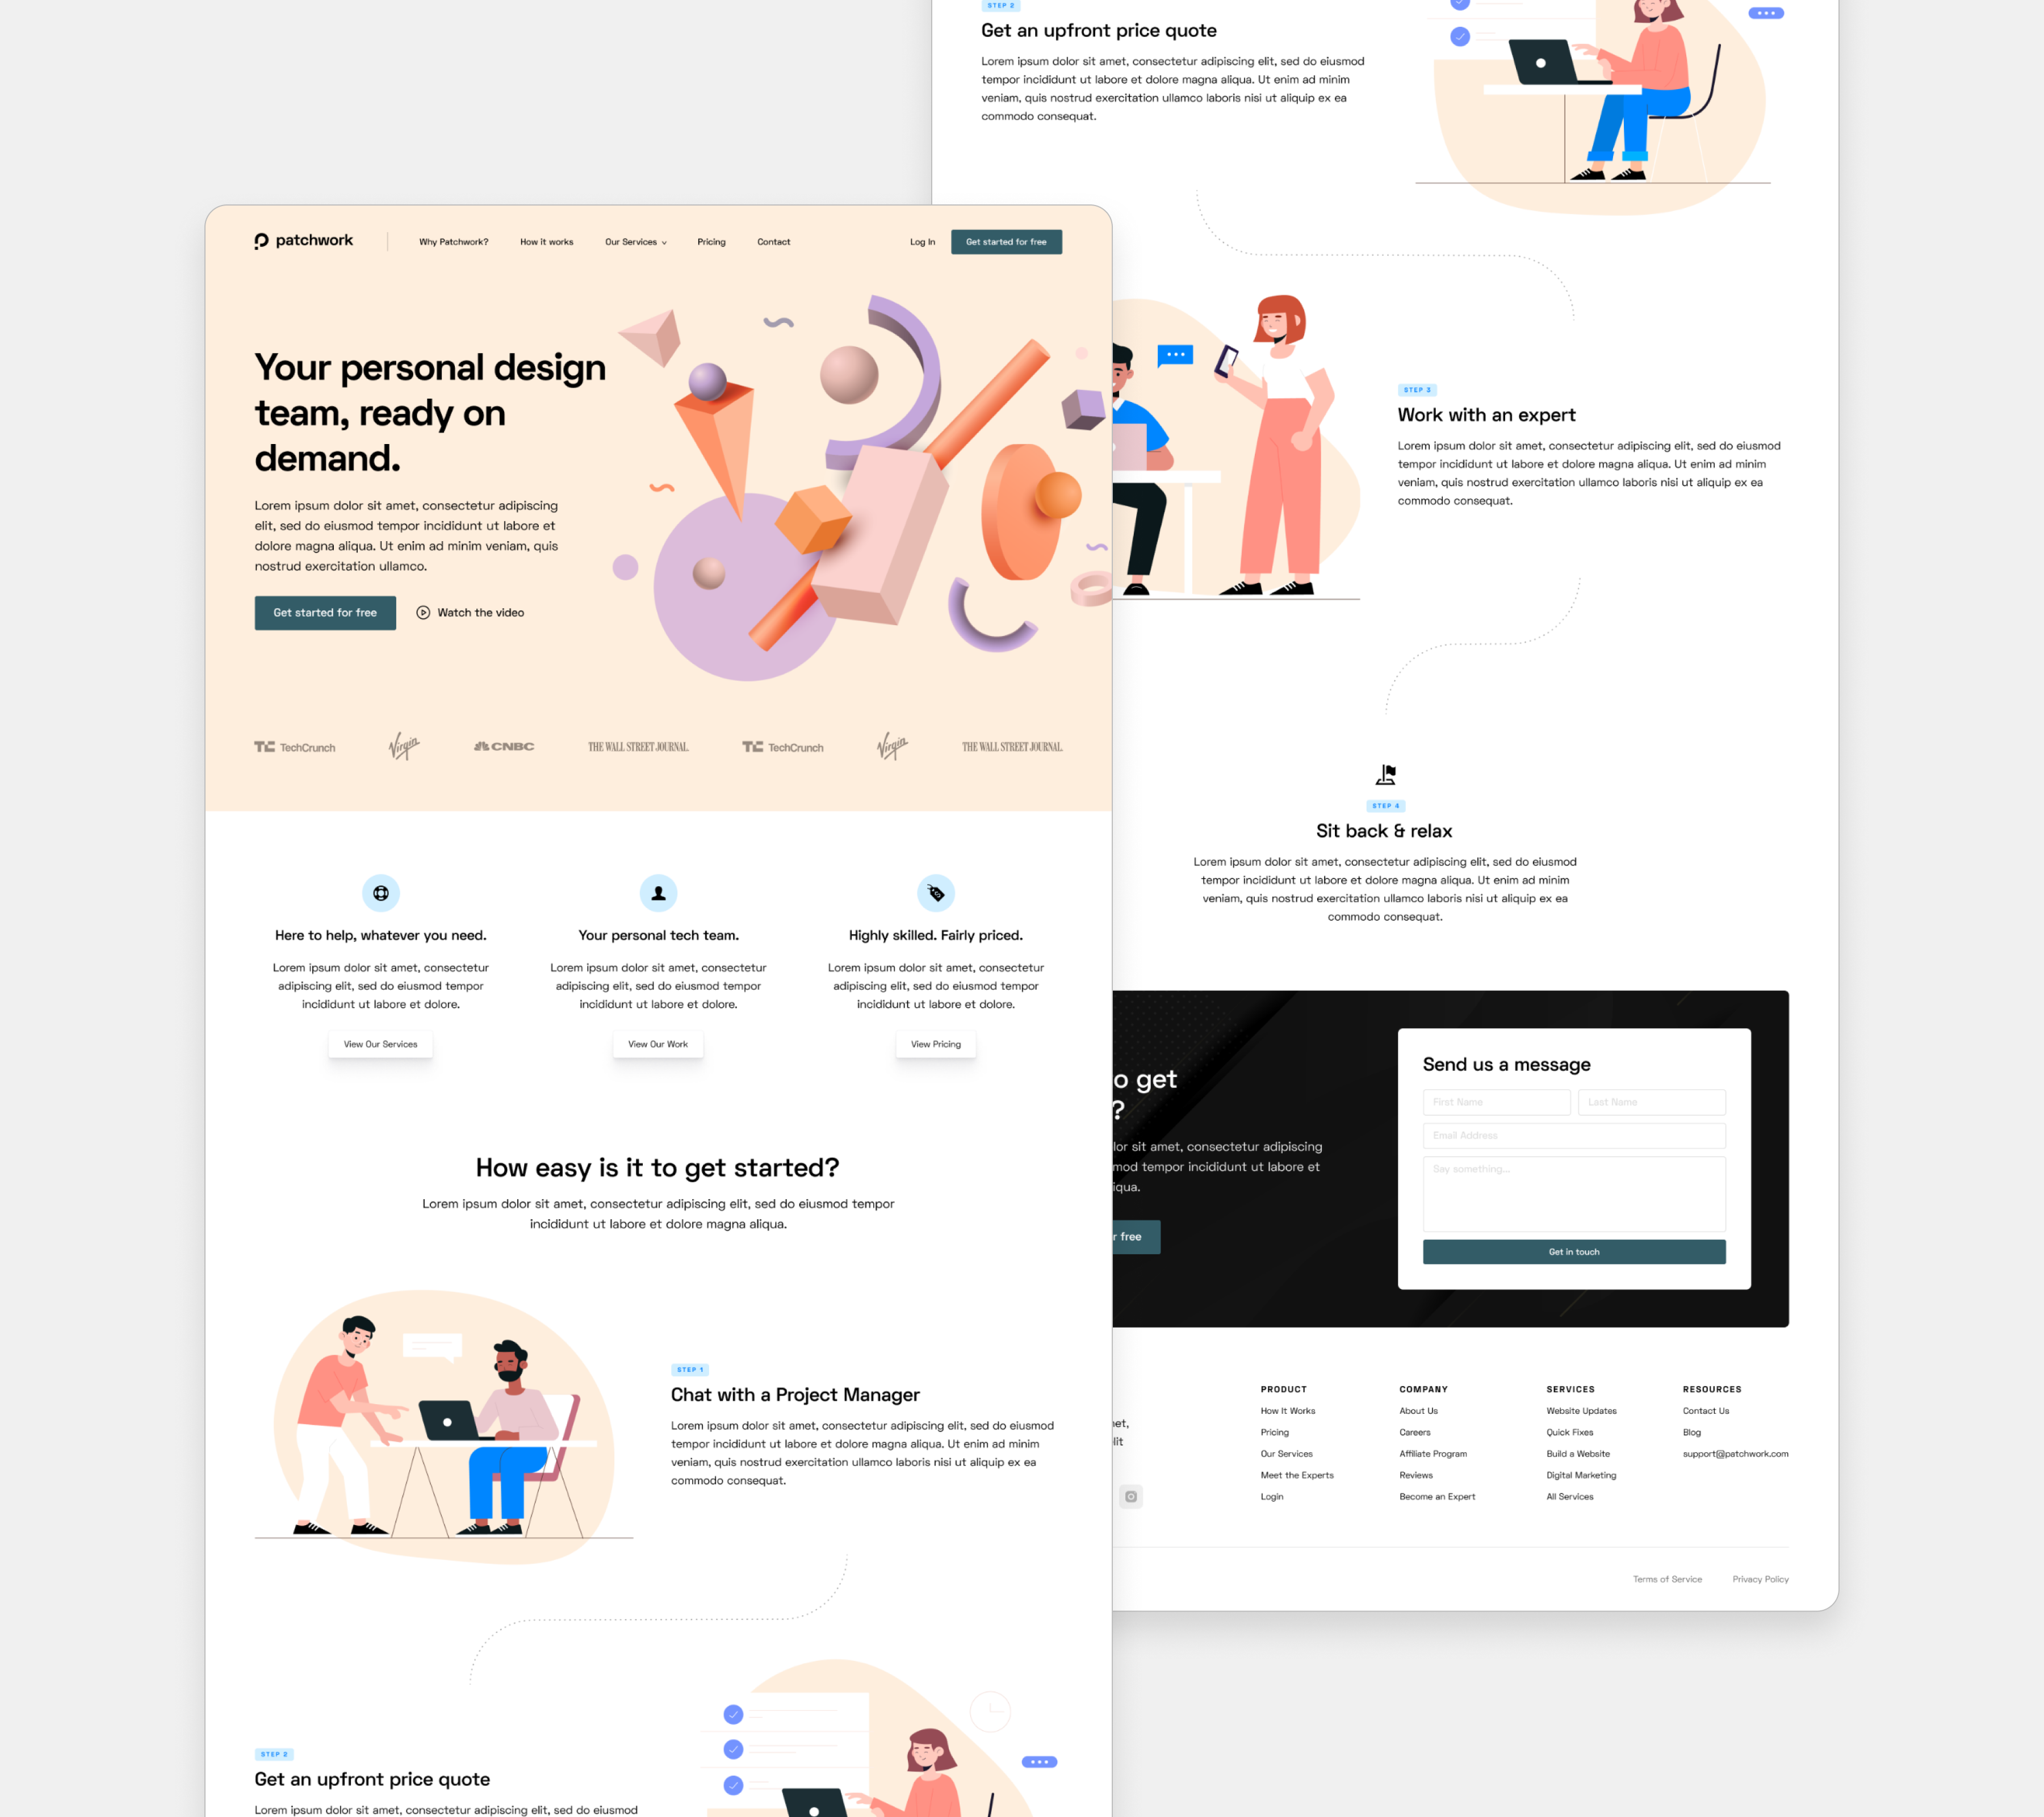 patchwork
Why Patchwork?
How it works
Our Services
Pricing
Contact
Log In
Get started for free
Your personal design
team, ready on
demand.
Lorem ipsum dolor sit amet, consectetur adipiscing
elit, sed do eiusmod tempor incididunt ut labore et
dolore magna aliqua. Ut enim ad minim veniam, quis
nostrud exercitation ullamco.
Get started for free
Watch the video
TC TechCrunch
Virgin
CNBC
THE WALL STREET JOURNAL.
TC TechCrunch
Virgin
THE WALL STREET JOURNAL.
Here to help, whatever you need.
Lorem ipsum dolor sit amet, consectetur
adipiscing elit, sed do eiusmod tempor
incididunt ut labore et dolore.
View Our Services
Your personal tech team.
Lorem ipsum dolor sit amet, consectetur
adipiscing elit, sed do eiusmod tempor
incididunt ut labore et dolore.
View Our Work
Highly skilled. Fairly priced.
Lorem ipsum dolor sit amet, consectetur
adipiscing elit, sed do eiusmod tempor
incididunt ut labore et dolore.
View Pricing
How easy is it to get started?
Lorem ipsum dolor sit amet, consectetur adipiscing elit, sed do eiusmod tempor
incididunt ut labore et dolore magna aliqua.
STEP 1
Chat with a Project Manager
Lorem ipsum dolor sit amet, consectetur adipiscing elit, sed do eiusmod
tempor incididunt ut labore et dolore magna aliqua. Ut enim ad minim
veniam, quis nostrud exercitation ullamco laboris nisi ut aliquip ex ea
commodo consequat.
STEP 2
Get an upfront price quote
Lorem ipsum dolor sit amet, consectetur adipiscing elit, sed do eiusmod
STEP 2
Get an upfront price quote
Lorem ipsum dolor sit amet, consectetur adipiscing elit, sed do eiusmod
tempor incididunt ut labore et dolore magna aliqua. Ut enim ad minim
veniam, quis nostrud exercitation ullamco laboris nisi ut aliquip ex ea
commodo consequat.
STEP 3
Work with an expert
Lorem ipsum dolor sit amet, consectetur adipiscing elit, sed do eiusmod
tempor incididunt ut labore et dolore magna aliqua. Ut enim ad minim
veniam, quis nostrud exercitation ullamco laboris nisi ut aliquip ex ea
commodo consequat.
STEP 4
Sit back & relax
Lorem ipsum dolor sit amet, consectetur adipiscing elit, sed do eiusmod
tempor incididunt ut labore et dolore magna aliqua. Ut enim ad minim
veniam, quis nostrud exercitation ullamco laboris nisi ut aliquip ex ea
commodo consequat.
o get
?
lor sit amet, consectetur adipiscing
mod tempor incididunt ut labore et
iqua.
r free
Send us a message
First Name
Last Name
Email Address
Say something...
Get in touch
et,
lit
PRODUCT
How It Works
Pricing
Our Services
Meet the Experts
Login
COMPANY
About Us
Careers
Affiliate Program
Reviews
Become an Expert
SERVICES
Website Updates
Quick Fixes
Build a Website
Digital Marketing
All Services
RESOURCES
Contact Us
Blog
support@patchwork.com
Terms of Service
Privacy Policy